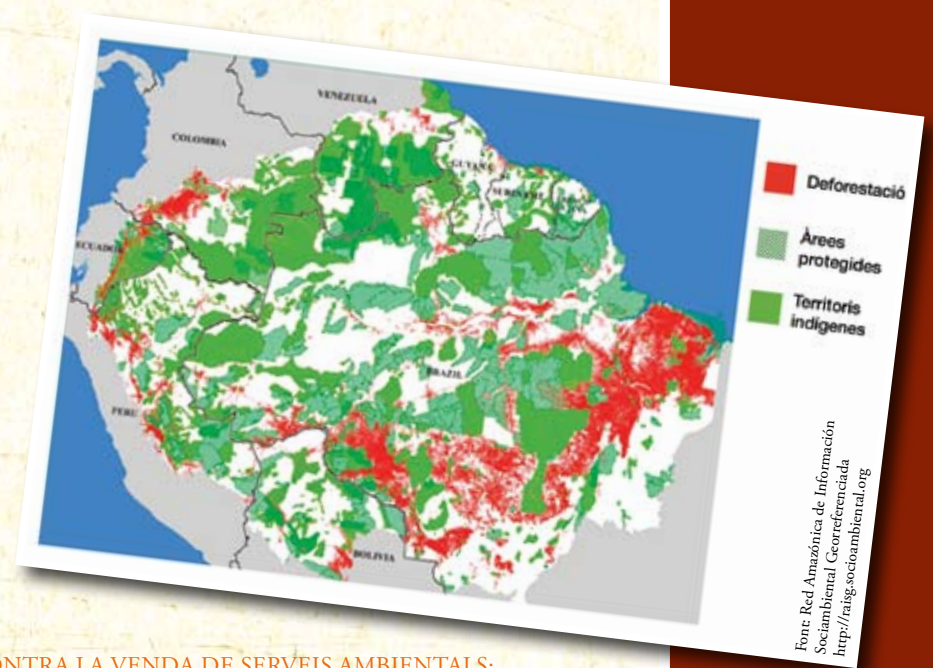 VENEZUELA
COLOMBIA
GUYANA
SURINAME
ECUADOR
BRAZIL
PERU
BOLIVIA
Deforestació
Àrees
protegides
Territoris
indígenes
Font: Red Amazónica de Información
Sociambiental Georreferenciada
http://raisg.socioambiental.org
CONTRA LA VENDA DE SERVEIS AMBIENTALS: